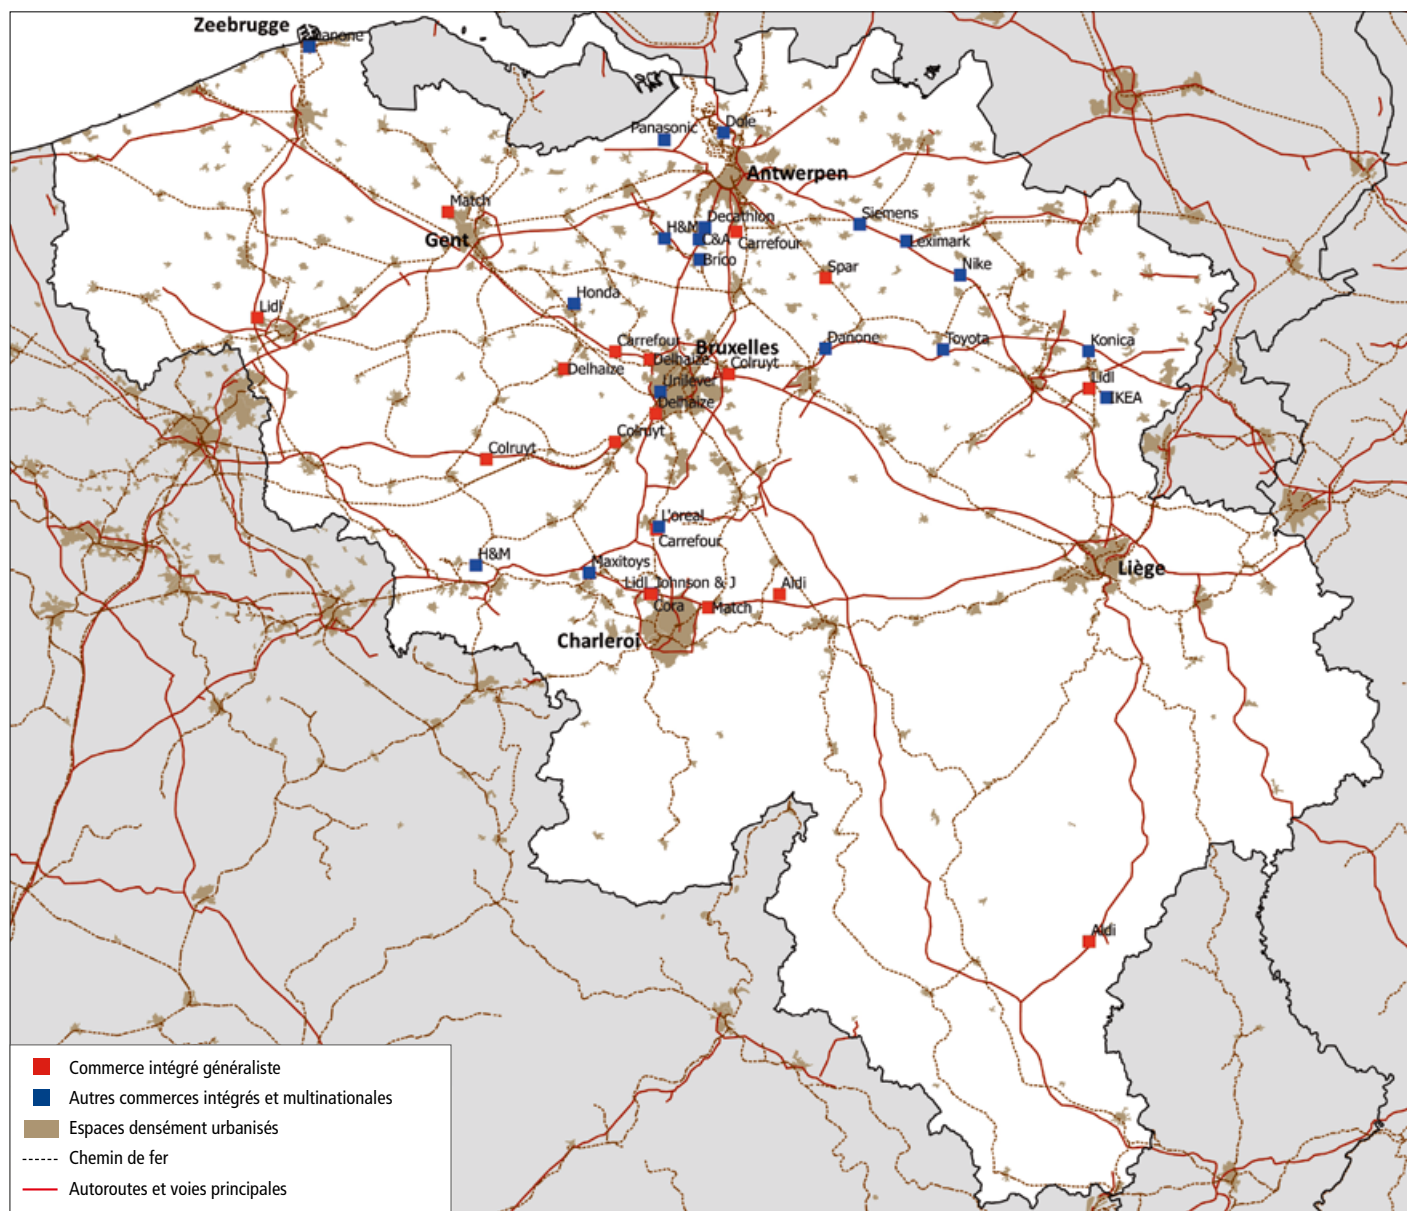 Zeebrugge
Danone
Panasonic
Dole
Antwerpen
Match
Gent
H&M
Decathlon
C&A
Carrefour
Brico
Siemens
Leximark
Spar
Nike
Honda
Lidl
Carrefour
Delhaize
Delhaize
Bruxelles
Colruyt
Unilever
Delhaize
Danone
Toyota
Konica
Lidl
IKEA
Colruyt
Colruyt
L'oreal
Carrefour
H&M
Maxitoys
Lidl Johnson & J
Cora
Match
Aldi
Liège
Charleroi
Aldi
Commerce intégré généraliste
Autres commerces intégrés et multinationales
Espaces densément urbanisés
Chemin de fer
Autoroutes et voies principales